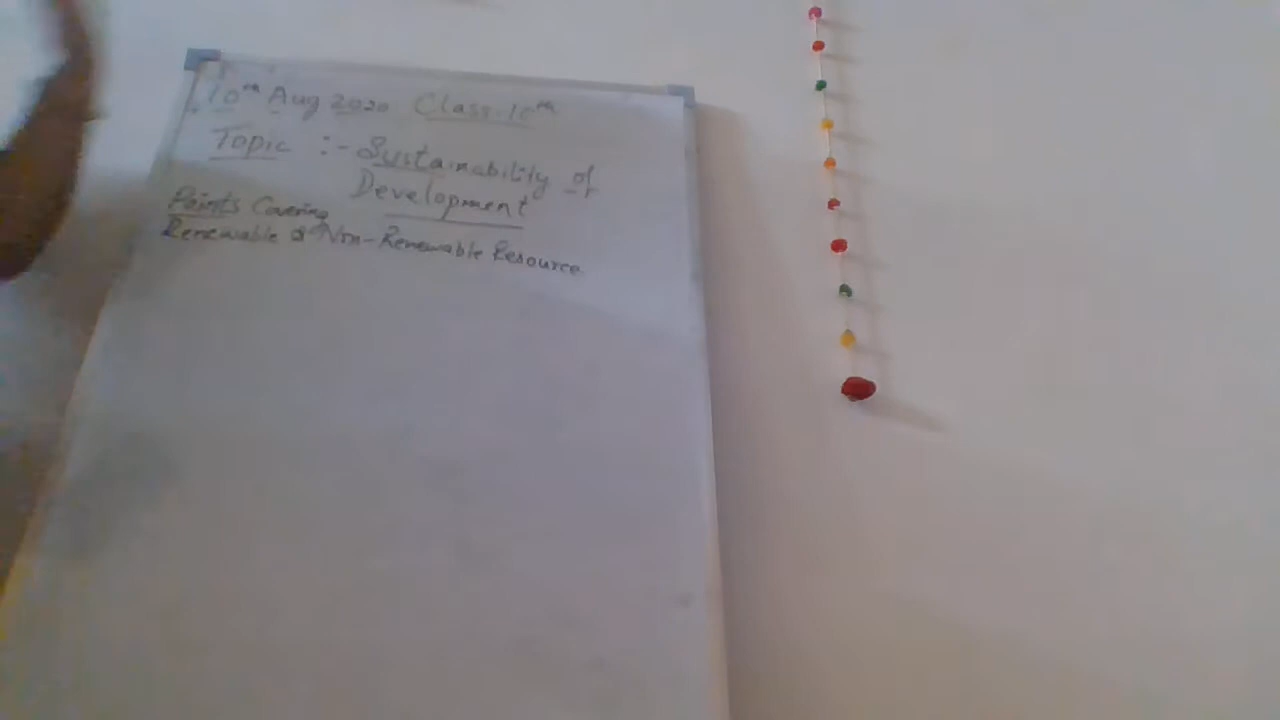 10th Aug 2020 Class-10th
Topic :- Sustainability of
Development
Points Covering
Renewable & Non-Renewable Resource